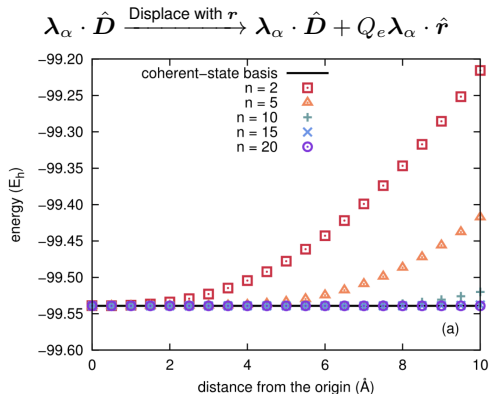 λ_α · D̂ —Displace with r→ λ_α · D̂ + Q_e λ_α · r̂
coherent-state basis
n = 2
n = 5
n = 10
n = 15
n = 20
energy (E_h)
−99.20
−99.25
−99.30
−99.35
−99.40
−99.45
−99.50
−99.55
−99.60
(a)
0 2 4 6 8 10
distance from the origin (Å)